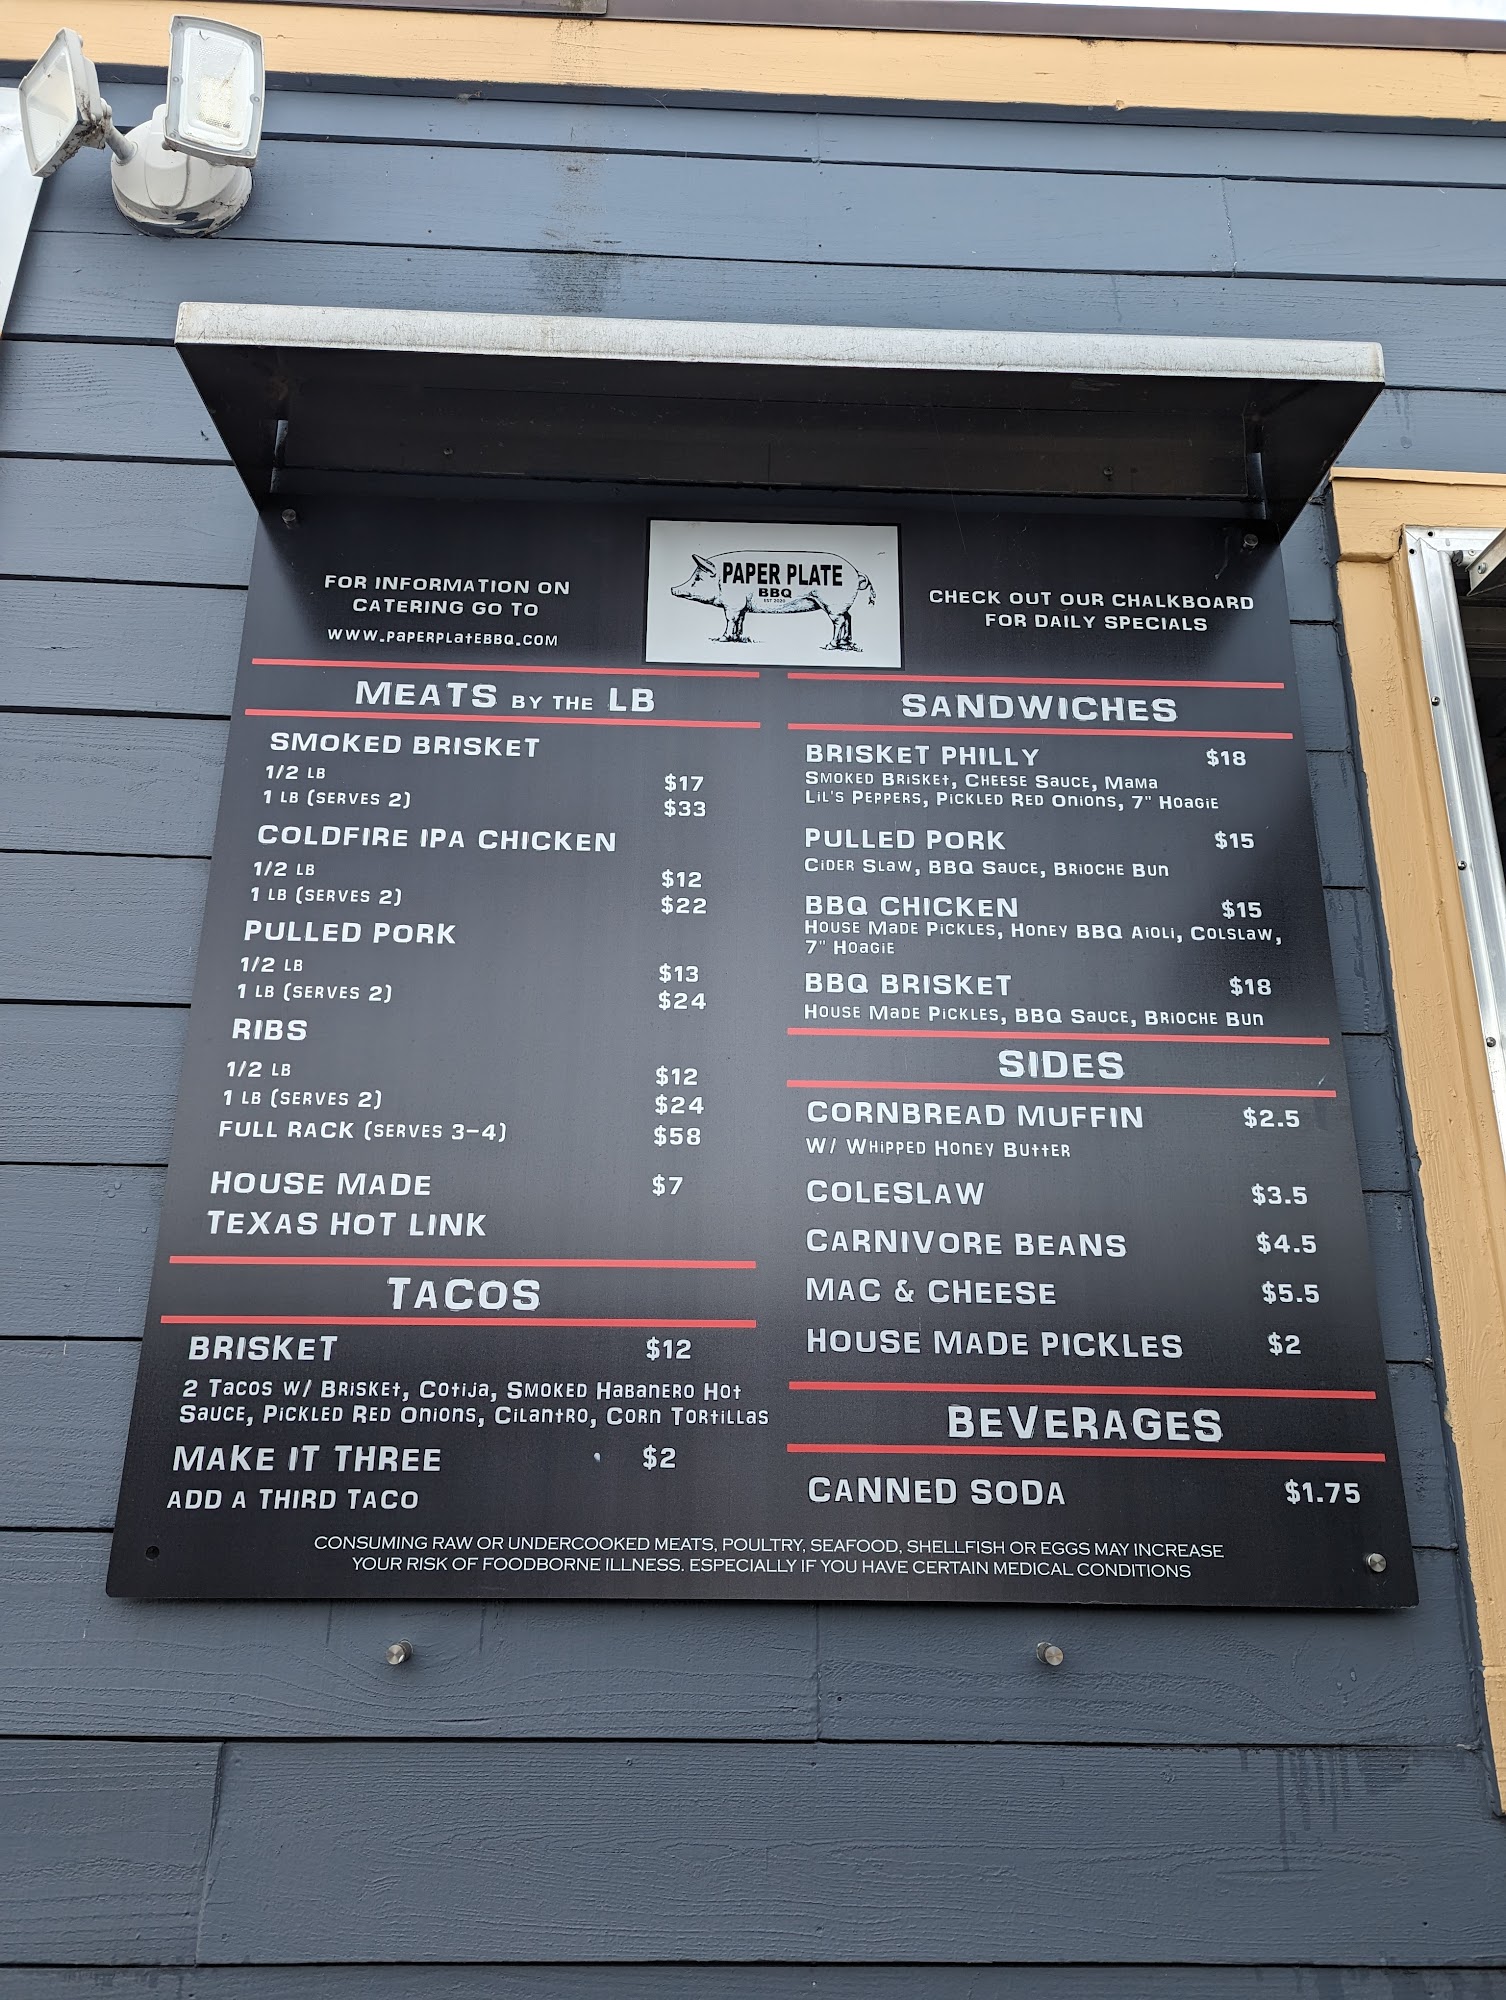 FOR INFORMATION ON
CATERING GO TO
WWW.PAPERPLATEBBQ.COM
PAPER PLATE
BBQ
EST 2020
CHECK OUT OUR CHALKBOARD
FOR DAILY SPECIALS
MEATS BY THE LB
SMOKED BRISKET
1/2 LB $17
1 LB (SERVES 2) $33
COLDFIRE IPA CHICKEN
1/2 LB $12
1 LB (SERVES 2) $22
PULLED PORK
1/2 LB $13
1 LB (SERVES 2) $24
RIBS
1/2 LB $12
1 LB (SERVES 2) $24
FULL RACK (SERVES 3-4) $58
HOUSE MADE $7
TEXAS HOT LINK
TACOS
BRISKET $12
2 TACOS W/ BRISKET, COTIJA, SMOKED HABANERO HOT
SAUCE, PICKLED RED ONIONS, CILANTRO, CORN TORTILLAS
MAKE IT THREE $2
ADD A THIRD TACO
SANDWICHES
BRISKET PHILLY $18
SMOKED BRISKET, CHEESE SAUCE, MAMA
LIL'S PEPPERS, PICKLED RED ONIONS, 7" HOAGIE
PULLED PORK $15
CIDER SLAW, BBQ SAUCE, BRIOCHE BUN
BBQ CHICKEN $15
HOUSE MADE PICKLES, HONEY BBQ AIOLI, COLSLAW,
7" HOAGIE
BBQ BRISKET $18
HOUSE MADE PICKLES, BBQ SAUCE, BRIOCHE BUN
SIDES
CORNBREAD MUFFIN $2.5
W/ WHIPPED HONEY BUTTER
COLESLAW $3.5
CARNIVORE BEANS $4.5
MAC & CHEESE $5.5
HOUSE MADE PICKLES $2
BEVERAGES
CANNED SODA $1.75
CONSUMING RAW OR UNDERCOOKED MEATS, POULTRY, SEAFOOD, SHELLFISH OR EGGS MAY INCREASE
YOUR RISK OF FOODBORNE ILLNESS. ESPECIALLY IF YOU HAVE CERTAIN MEDICAL CONDITIONS